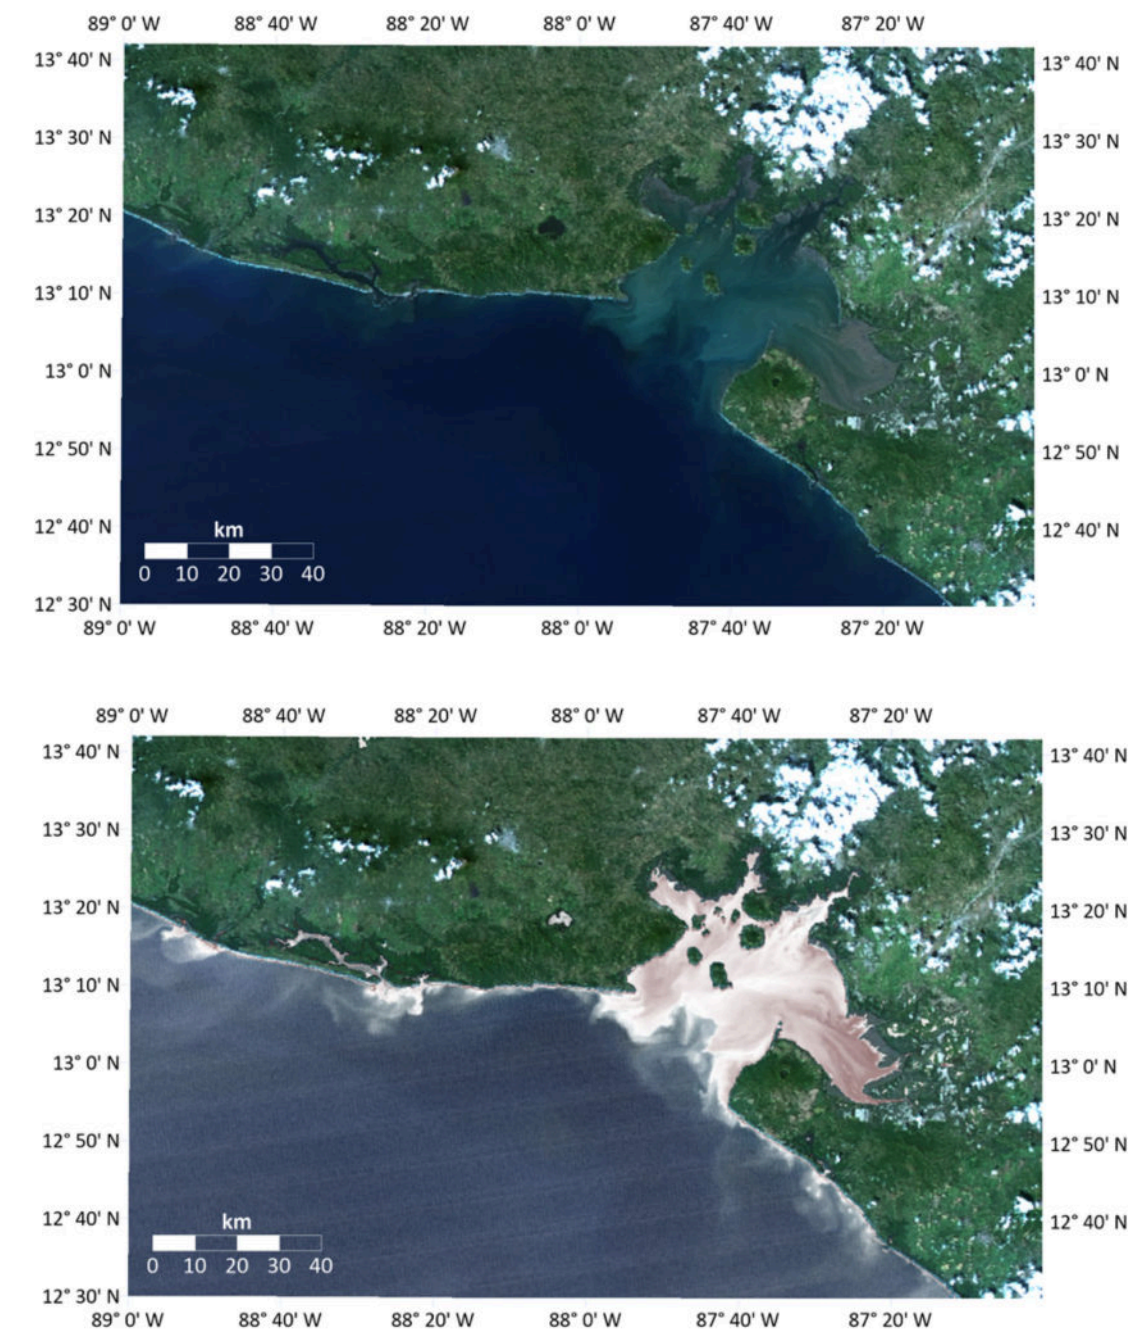 89° 0' W 88° 40' W 88° 20' W 88° 0' W 87° 40' W 87° 20' W
13° 40' N 13° 40' N
13° 30' N 13° 30' N
13° 20' N 13° 20' N
13° 10' N 13° 10' N
13° 0' N 13° 0' N
12° 50' N 12° 50' N
12° 40' N 12° 40' N
km
0 10 20 30 40
12° 30' N
89° 0' W 88° 40' W 88° 20' W 88° 0' W 87° 40' W 87° 20' W
89° 0' W 88° 40' W 88° 20' W 88° 0' W 87° 40' W 87° 20' W
13° 40' N 13° 40' N
13° 30' N 13° 30' N
13° 20' N 13° 20' N
13° 10' N 13° 10' N
13° 0' N 13° 0' N
12° 50' N 12° 50' N
12° 40' N 12° 40' N
km
0 10 20 30 40
12° 30' N
89° 0' W 88° 40' W 88° 20' W 88° 0' W 87° 40' W 87° 20' W